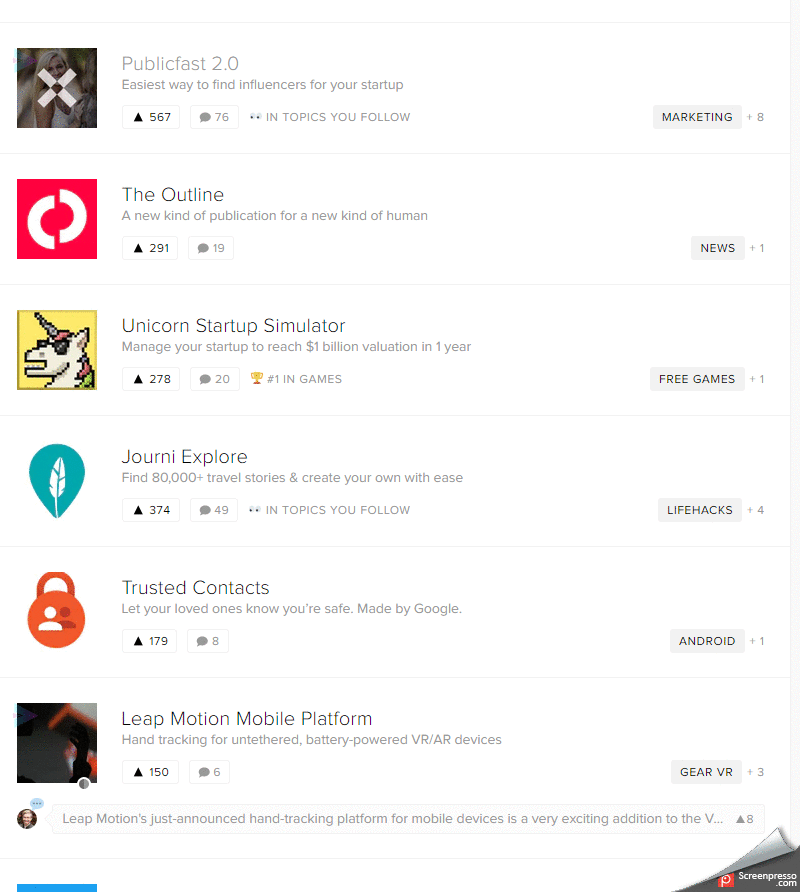 Publicfast 2.0
Easiest way to find influencers for your startup
▲ 567 76 👀 IN TOPICS YOU FOLLOW MARKETING + 8
The Outline
A new kind of publication for a new kind of human
▲ 291 19 NEWS + 1
Unicorn Startup Simulator
Manage your startup to reach $1 billion valuation in 1 year
▲ 278 20 🏆 #1 IN GAMES FREE GAMES + 1
Journi Explore
Find 80,000+ travel stories & create your own with ease
▲ 374 49 👀 IN TOPICS YOU FOLLOW LIFEHACKS + 4
Trusted Contacts
Let your loved ones know you're safe. Made by Google.
▲ 179 8 ANDROID + 1
Leap Motion Mobile Platform
Hand tracking for untethered, battery-powered VR/AR devices
▲ 150 6 GEAR VR + 3
Leap Motion's just-announced hand-tracking platform for mobile devices is a very exciting addition to the V... ▲8
Screenpresso
.com